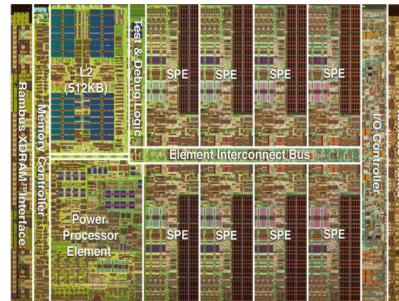 Rambus XDRAM™ Interface
Memory Controller
L2
(512KB)
Test & Debug Logic
SPE
SPE
SPE
SPE
I/O Controller
Element Interconnect Bus
Power
Processor
Element
SPE
SPE
SPE
SPE